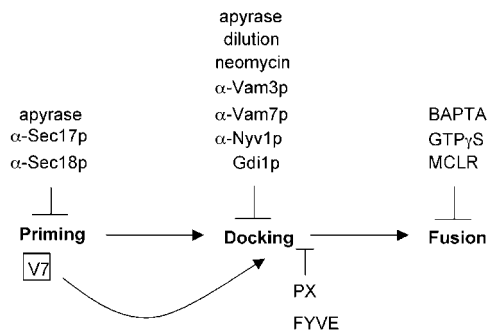 apyrase
dilution
neomycin
α-Vam3p
α-Vam7p
α-Nyv1p
Gdi1p
apyrase
α-Sec17p
α-Sec18p
BAPTA
GTPγS
MCLR
Priming
Docking
Fusion
V7
PX
FYVE